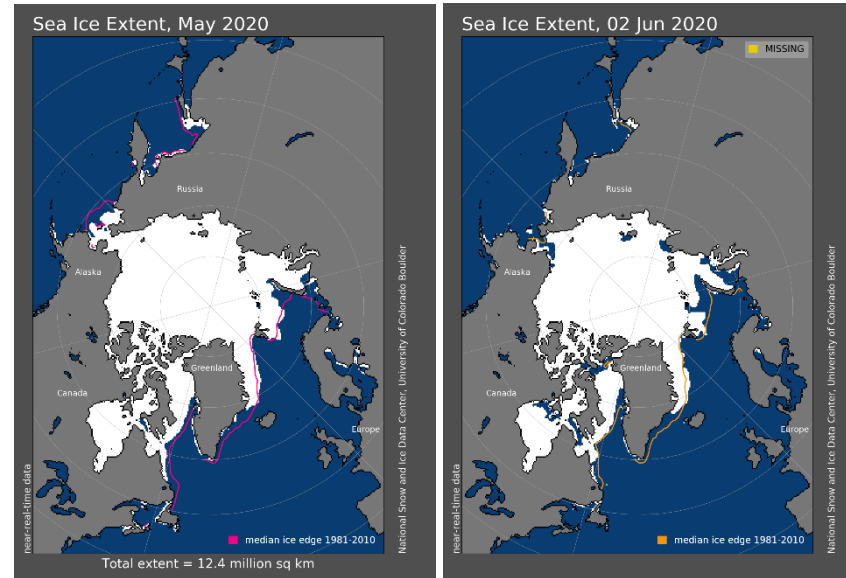 Sea Ice Extent, May 2020
Russia
Alaska
Greenland
Canada
Europe
near-real-time data
National Snow and Ice Data Center, University of Colorado Boulder
median ice edge 1981-2010
Total extent = 12.4 million sq km
Sea Ice Extent, 02 Jun 2020
MISSING
Russia
Alaska
Greenland
Canada
Europe
near-real-time data
National Snow and Ice Data Center, University of Colorado Boulder
median ice edge 1981-2010